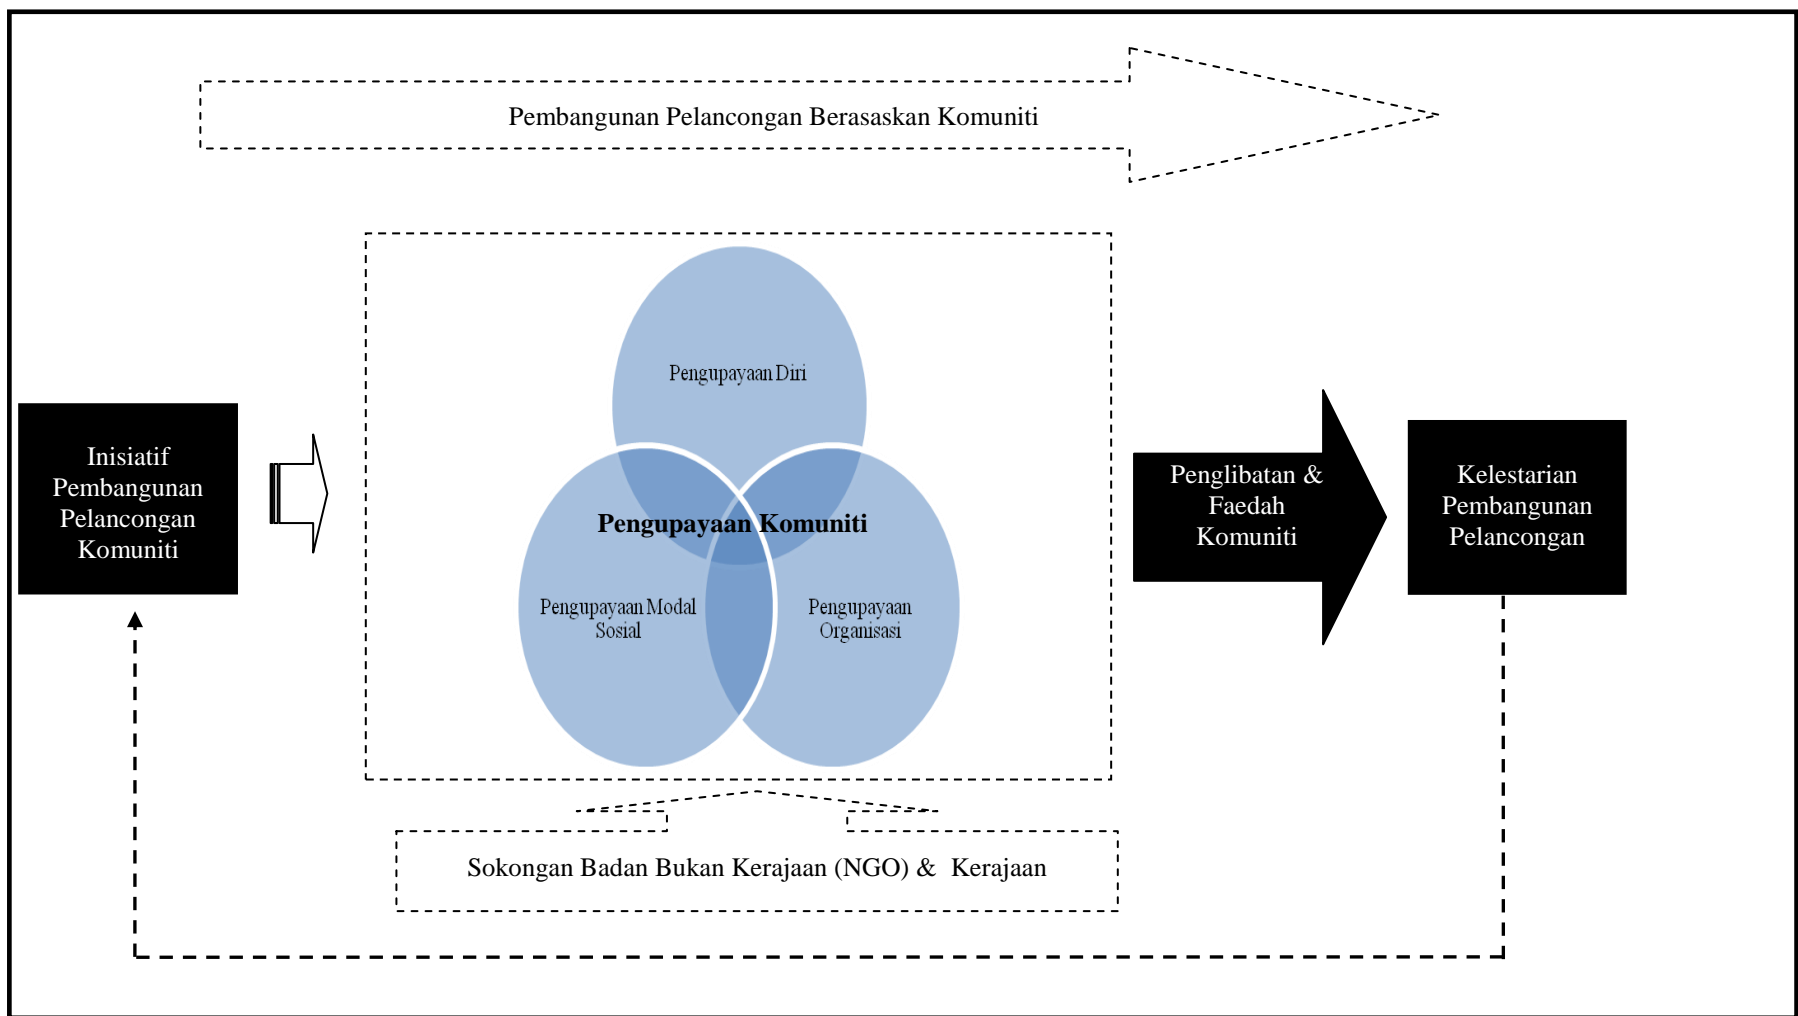 Pembangunan Pelancongan Berasaskan Komuniti
Inisiatif
Pembangunan
Pelancongan
Komuniti
Pengupayaan Diri
Pengupayaan Komuniti
Pengupayaan Modal
Sosial
Pengupayaan
Organisasi
Penglibatan &
Faedah
Komuniti
Kelestarian
Pembangunan
Pelancongan
Sokongan Badan Bukan Kerajaan (NGO) & Kerajaan